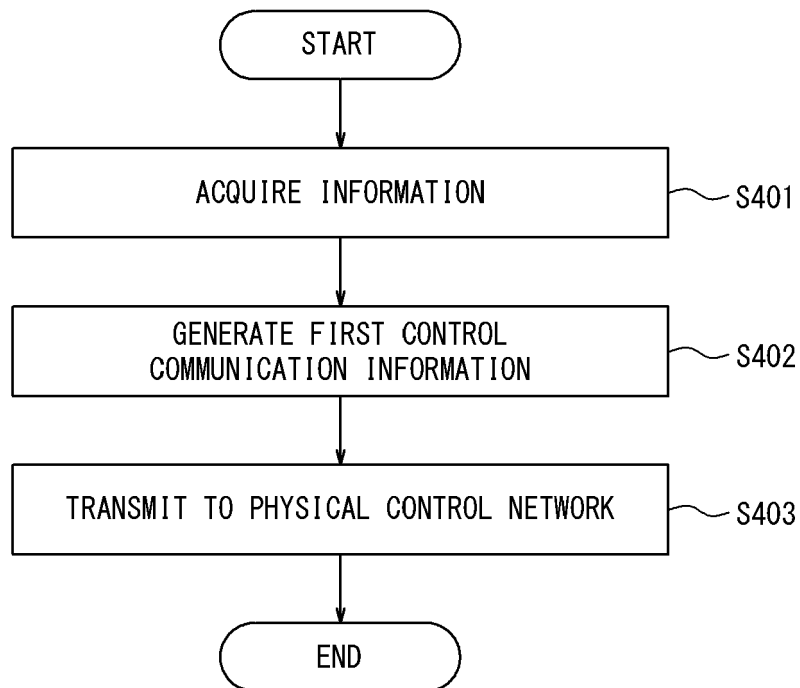 START
ACQUIRE INFORMATION
S401
GENERATE FIRST CONTROL
COMMUNICATION INFORMATION
S402
TRANSMIT TO PHYSICAL CONTROL NETWORK
S403
END